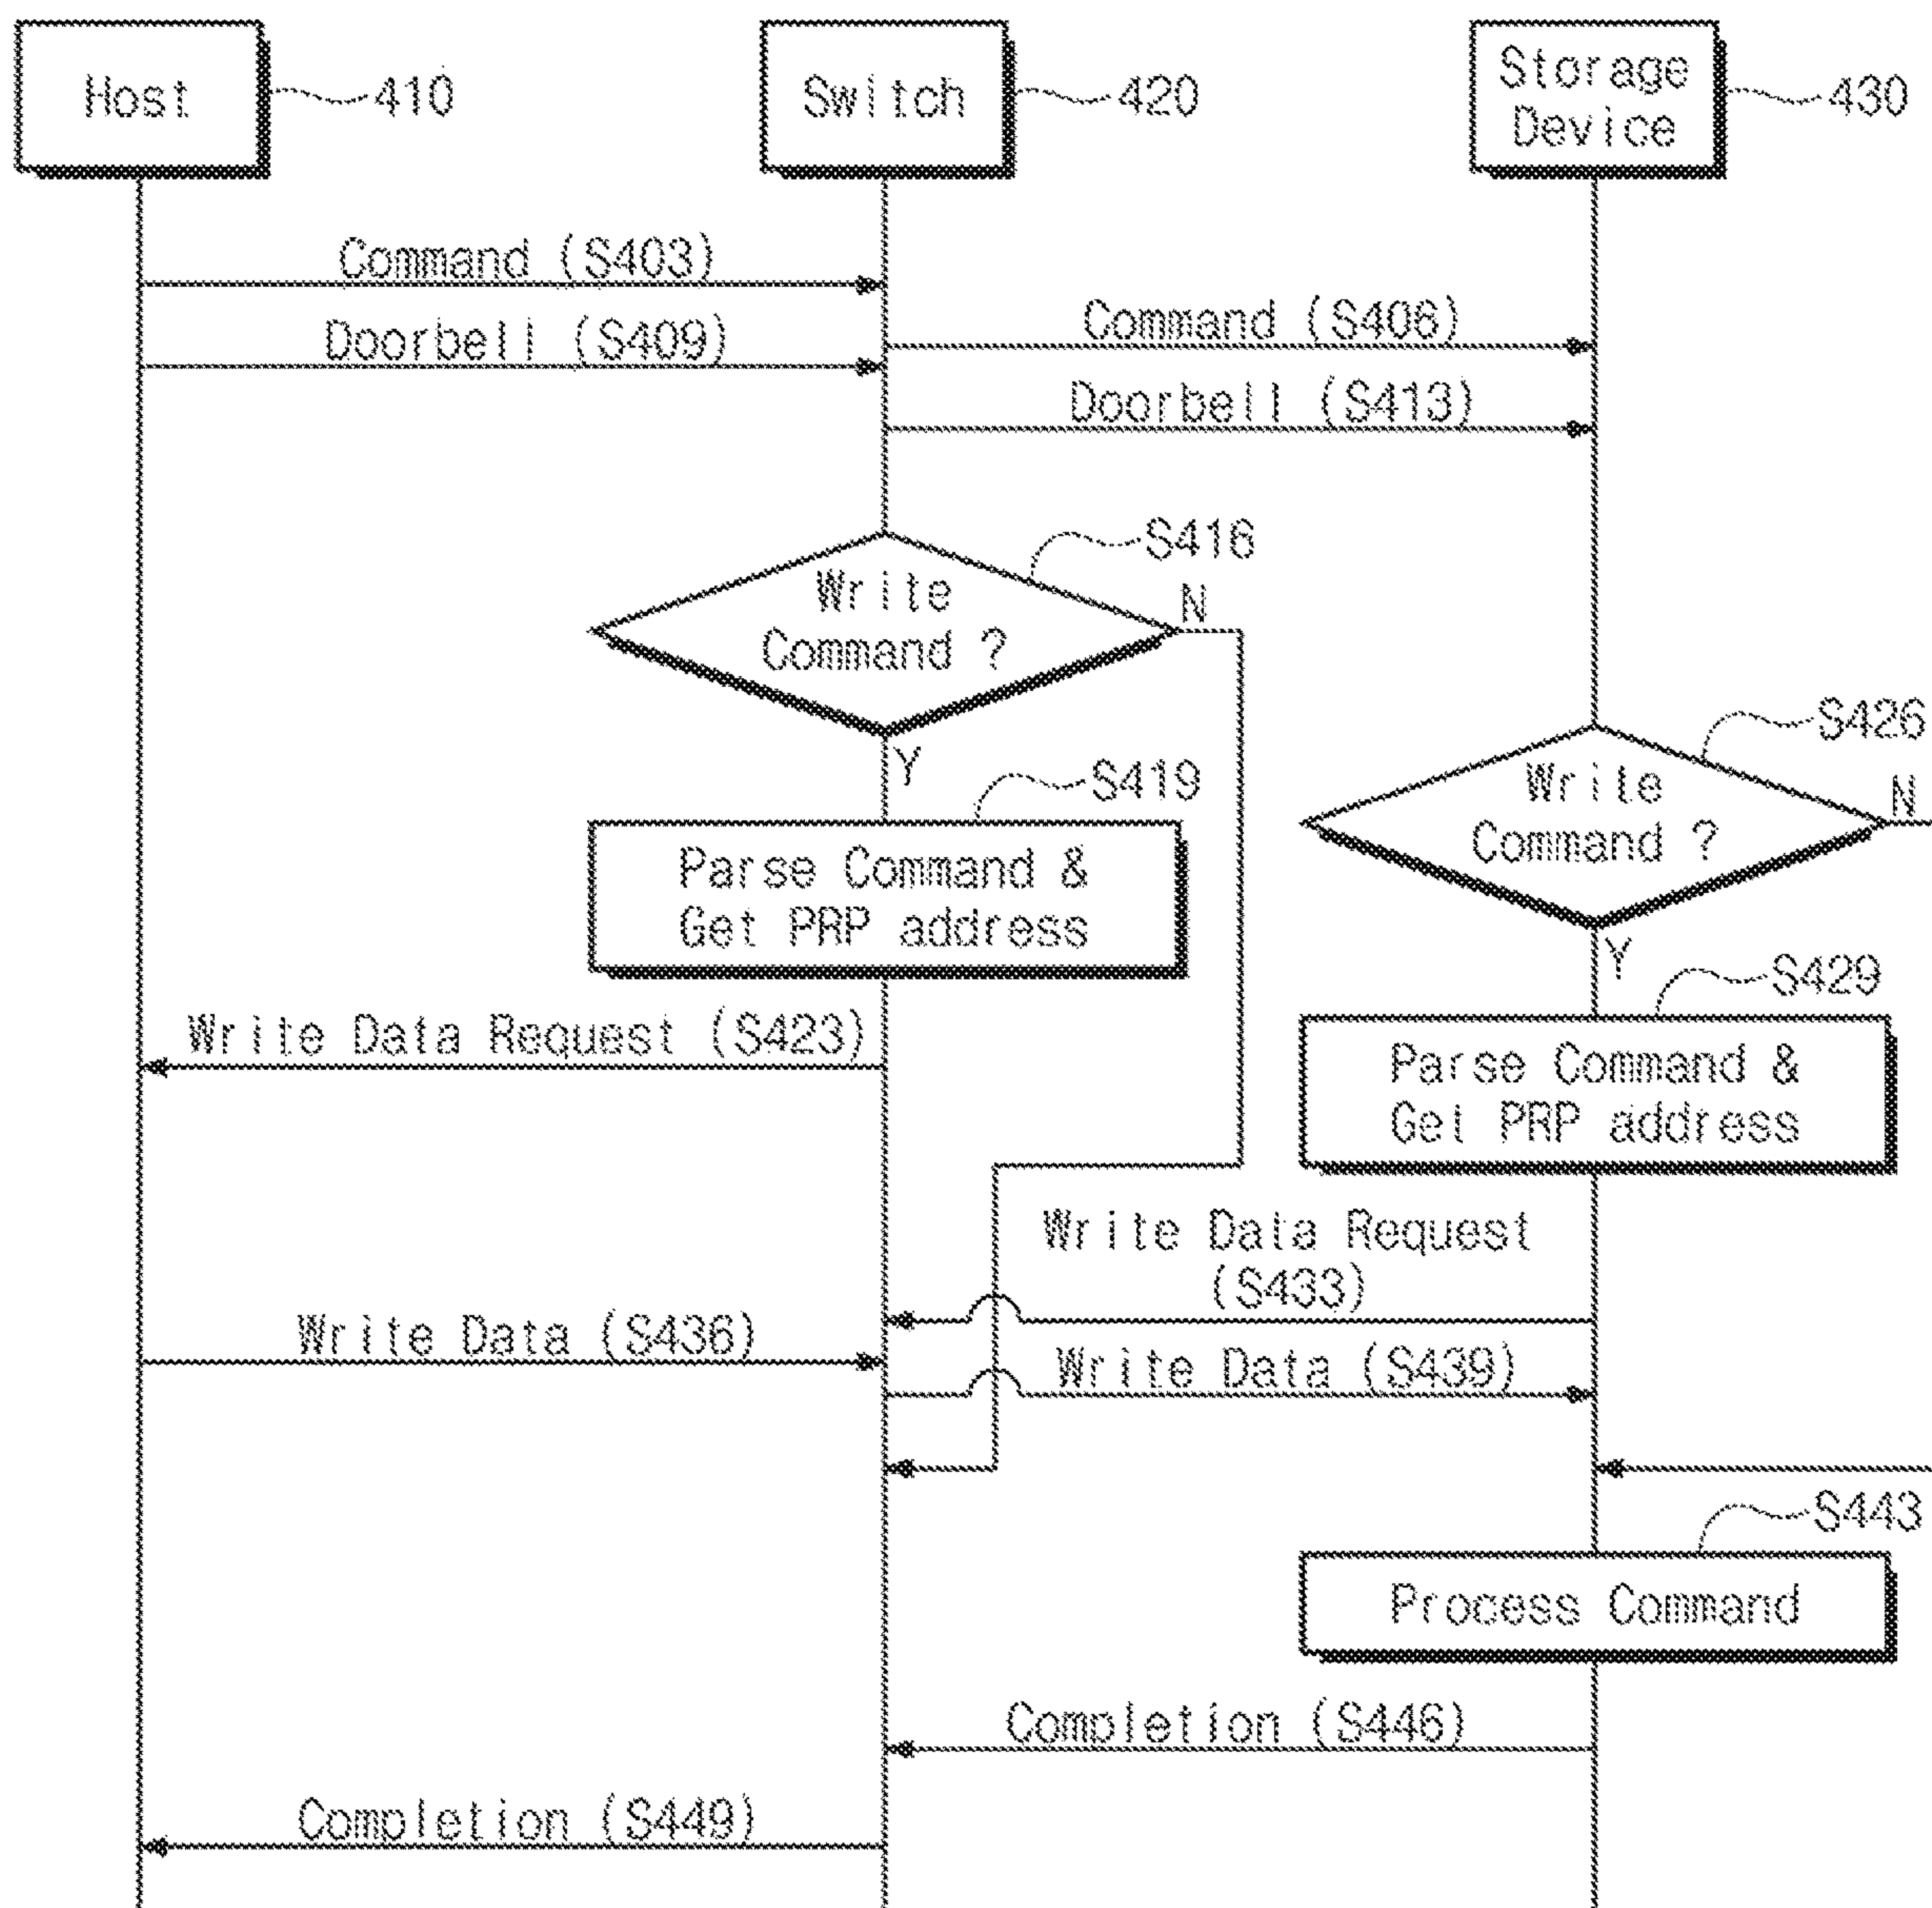 Host
410
Switch
420
Storage
Device
430
Command (S403)
Command (S406)
Doorbell (S409)
Doorbell (S413)
S416
Write
Command ?
N
Y
S419
Parse Command &
Get PRP address
S426
Write
Command ?
N
Y
S429
Parse Command &
Get PRP address
Write Data Request (S423)
Write Data Request
(S433)
Write Data (S436)
Write Data (S439)
S443
Process Command
Completion (S446)
Completion (S449)